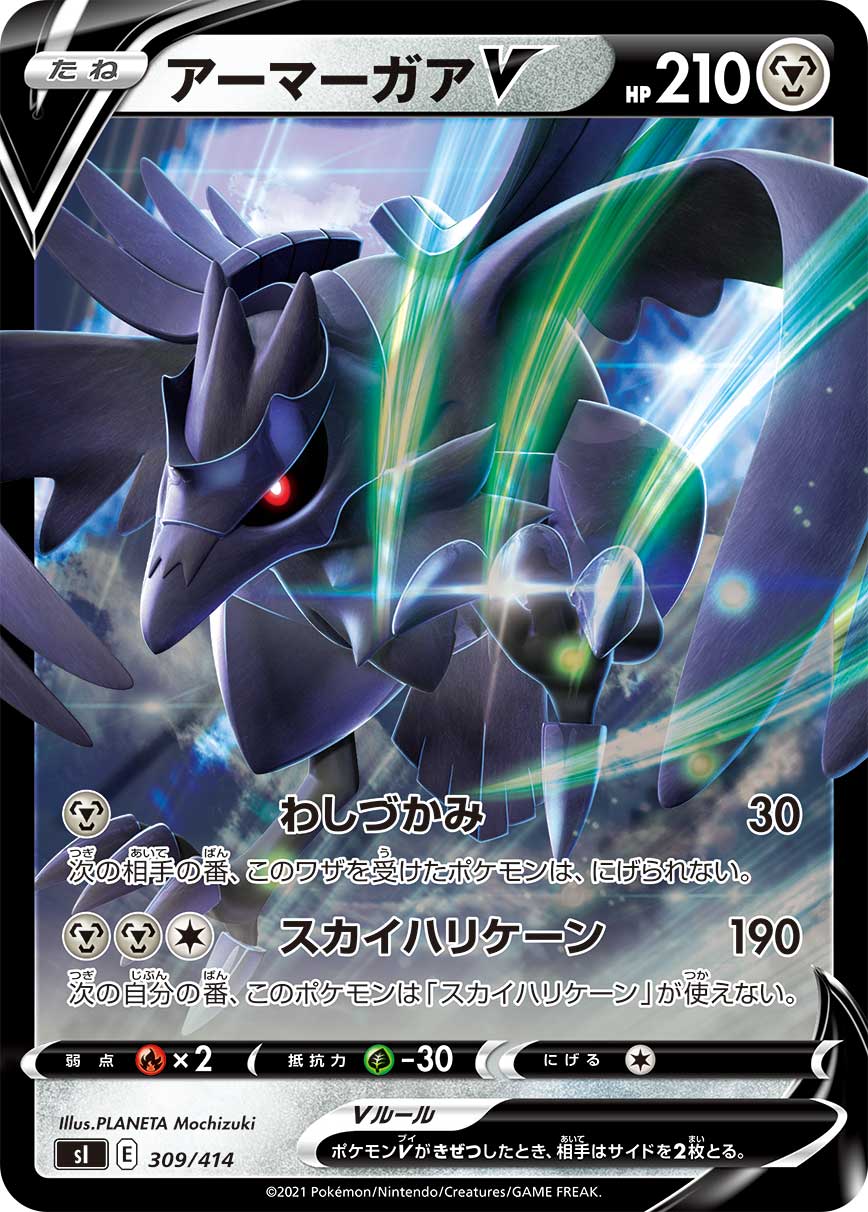 たね アーマーガアV HP 210
わしづかみ 30
次の相手の番、このワザを受けたポケモンは、にげられない。
スカイハリケーン 190
次の自分の番、このポケモンは「スカイハリケーン」が使えない。
弱点 ×2 抵抗力 -30 にげる
Illus.PLANETA Mochizuki
Vルール
ポケモンVがきぜつしたとき、相手はサイドを2枚とる。
sI E 309/414
©2021 Pokémon/Nintendo/Creatures/GAME FREAK.